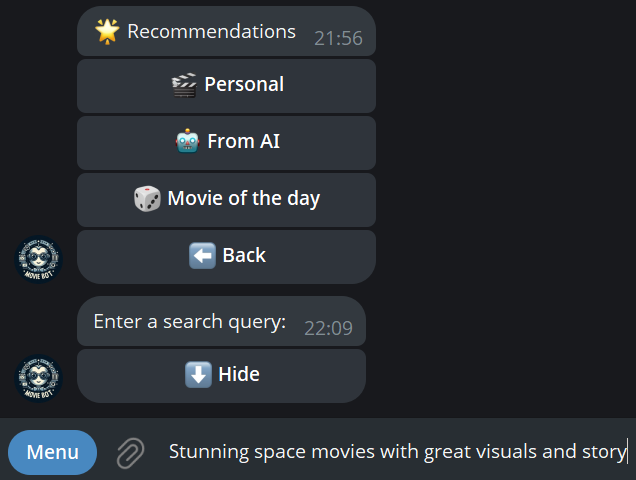 🌟 Recommendations 21:56
🎬 Personal
🤖 From AI
🎲 Movie of the day
⬅️ Back
MOVIE BOT
Enter a search query: 22:09
⬇️ Hide
MOVIE BOT
Menu Stunning space movies with great visuals and story